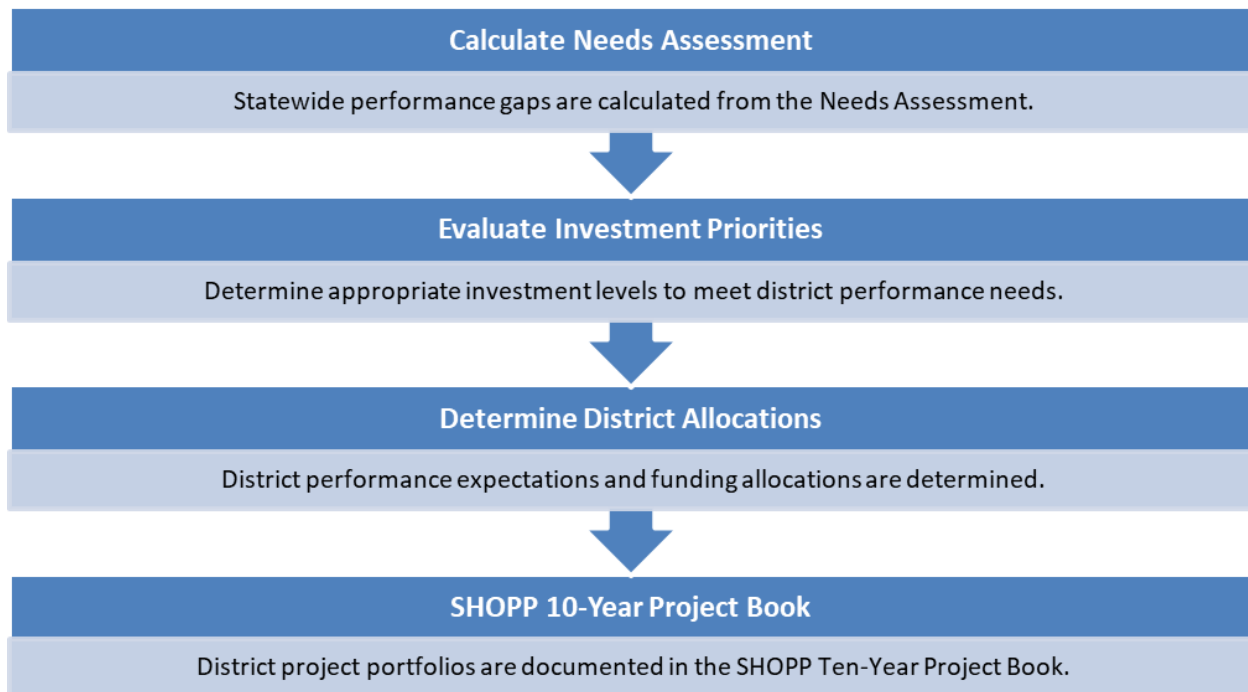 Calculate Needs Assessment
Statewide performance gaps are calculated from the Needs Assessment.
Evaluate Investment Priorities
Determine appropriate investment levels to meet district performance needs.
Determine District Allocations
District performance expectations and funding allocations are determined.
SHOPP 10-Year Project Book
District project portfolios are documented in the SHOPP Ten-Year Project Book.